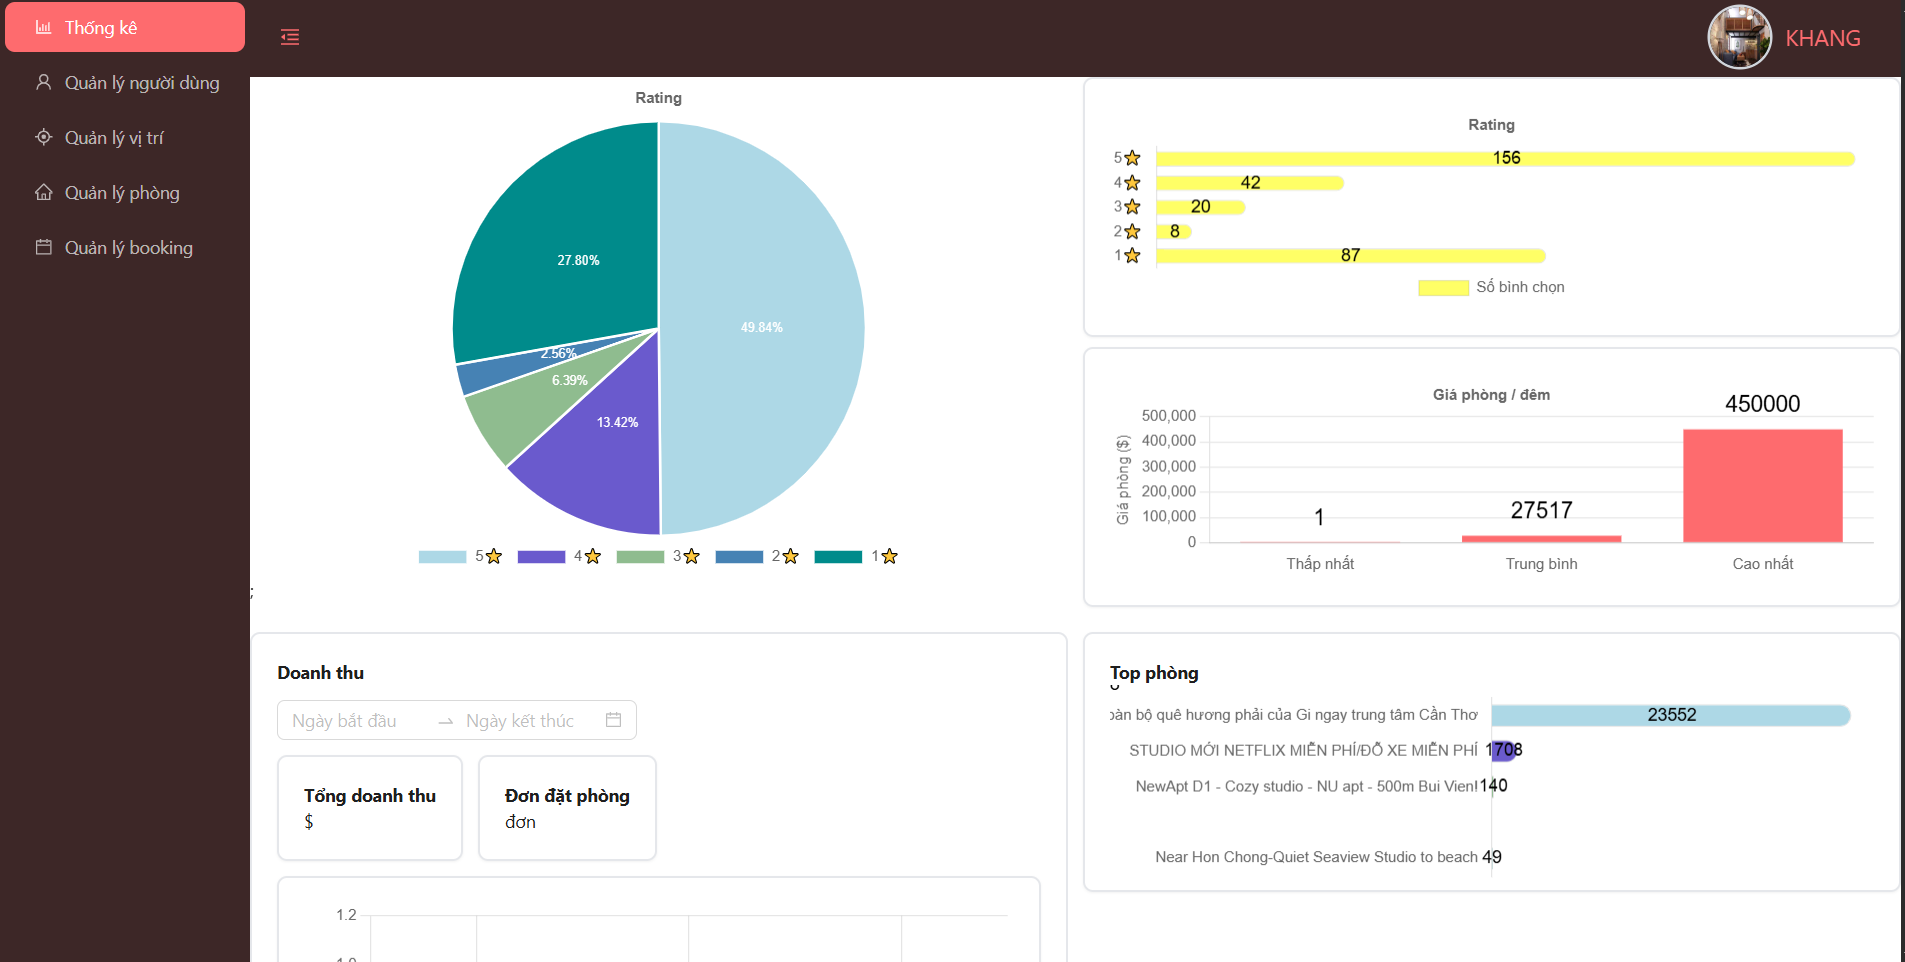 Thống kê
Quản lý người dùng
Quản lý vị trí
Quản lý phòng
Quản lý booking
KHANG
Rating
27.80%
49.84%
2.56%
6.39%
13.42%
5⭐ 4⭐ 3⭐ 2⭐ 1⭐
;
Rating
5⭐ 156
4⭐ 42
3⭐ 20
2⭐ 8
1⭐ 87
Số bình chọn
Giá phòng / đêm
Giá phòng ($)
500,000
400,000
300,000
200,000
100,000
0
1
27517
450000
Thấp nhất Trung bình Cao nhất
Doanh thu
Ngày bắt đầu → Ngày kết thúc
Tổng doanh thu
$
Đơn đặt phòng
đơn
1.2
Top phòng
bộ quê hương phải của Gi ngay trung tâm Cần Thơ 23552
STUDIO MỚI NETFLIX MIỄN PHÍ/ĐỖ XE MIỄN PHÍ 1708
NewApt D1 - Cozy studio - NU apt - 500m Bui Vien! 140
Near Hon Chong-Quiet Seaview Studio to beach 49